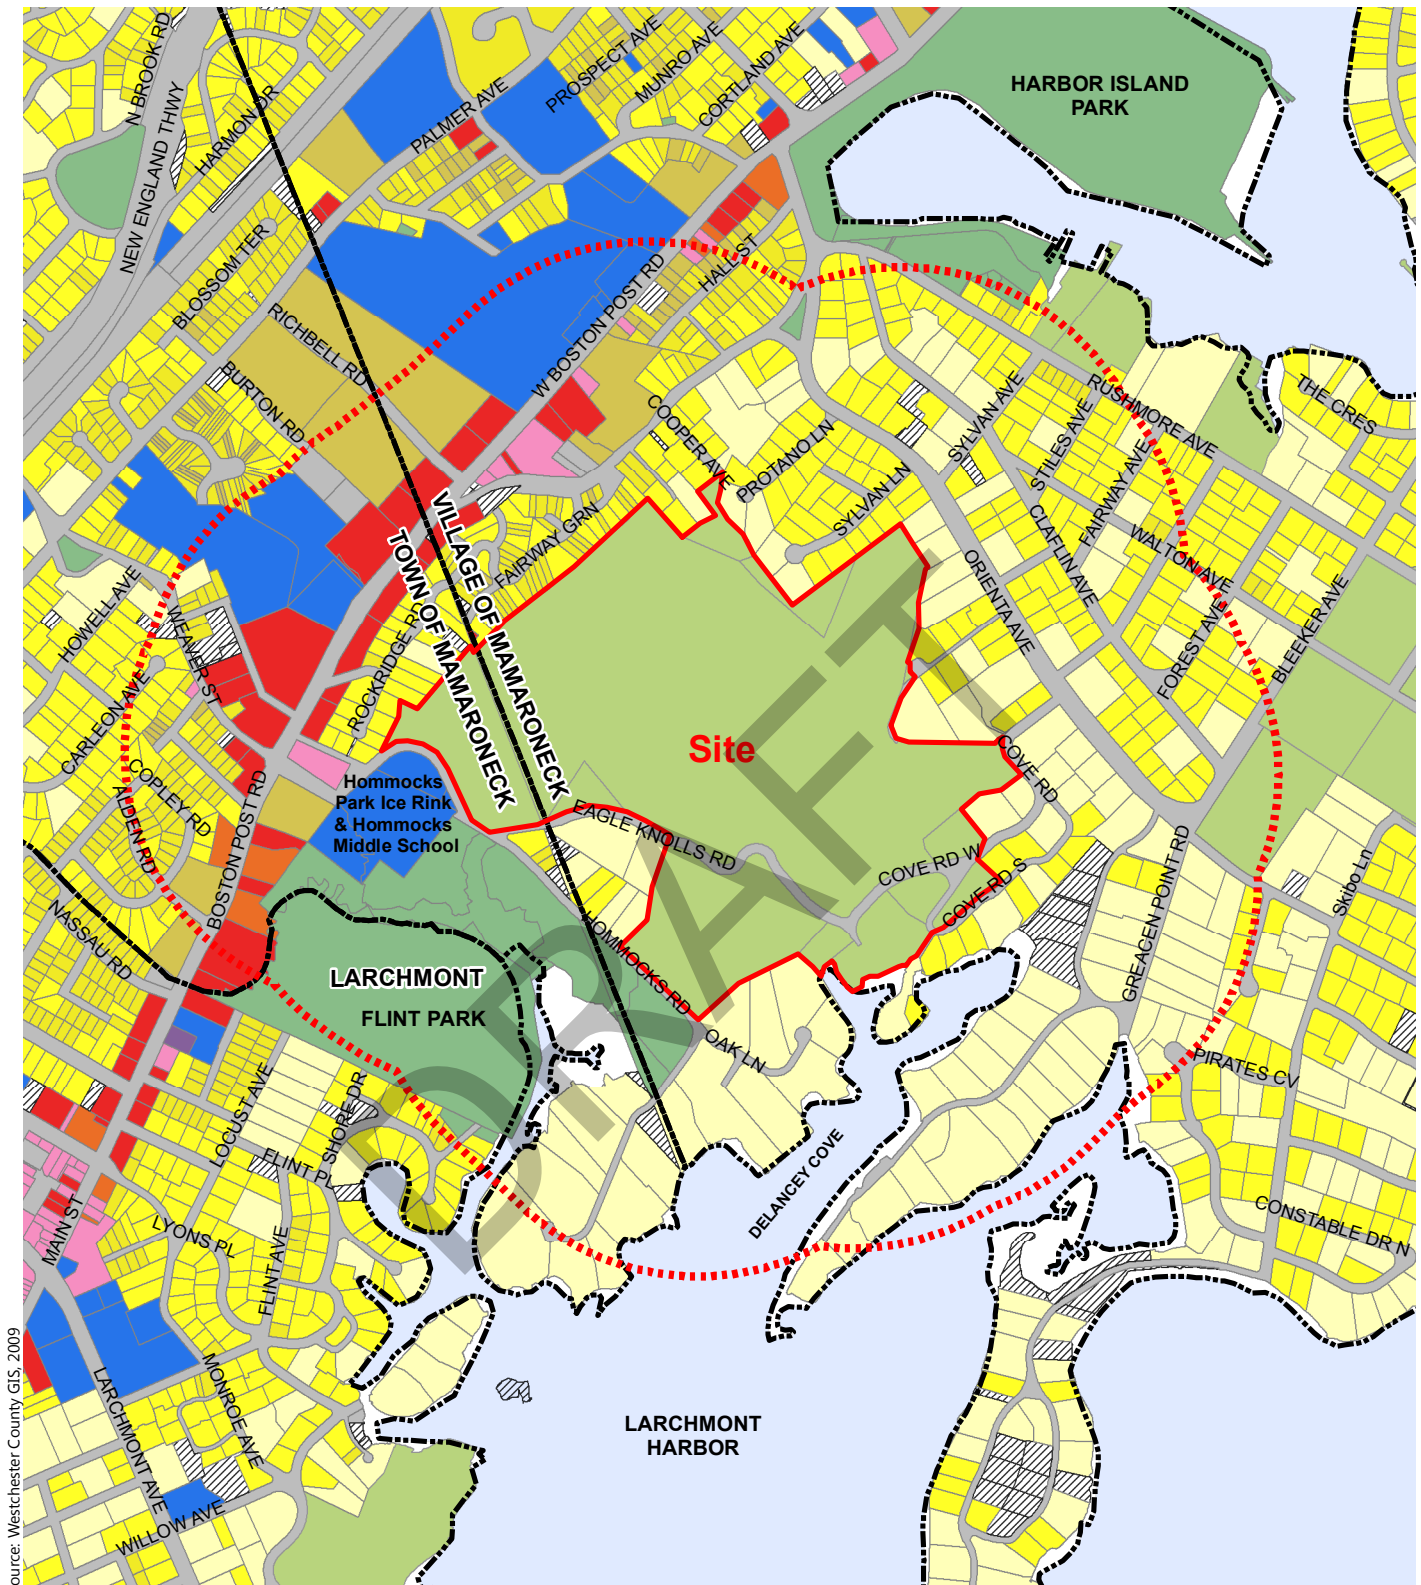 N BROOK RD
NEW ENGLAND THWY
HARMON DR
PALMER AVE
PROSPECT AVE
MUNRO AVE
CORTLAND AVE
HARBOR ISLAND
PARK
BLOSSOM TER
RICHBELL RD
BURTON RD
W BOSTON POST RD
HALL ST
COOPER AVE
PROTANO LN
SYLVAN LN
SYLVAN AVE
STILES AVE
RUSHMORE AVE
FAIRWAY AVE
THE CRES
CLAFLIN AVE
WALTON AVE
ORIENTA AVE
FOREST AVE
BLEEKER AVE
VILLAGE OF MAMARONECK
TOWN OF MAMARONECK
FAIRWAY GRN
ROCKRIDGE RD
HOWELL AVE
WEAVER ST
CARLEON AVE
COPLEY RD
ALDEN RD
BOSTON POST RD
NASSAU RD
Hommocks
Park Ice Rink
& Hommocks
Middle School
Site
EAGLE KNOLLS RD
COVE RD
COVE RD W
COVE RD S
HOMMOCKS RD
OAK LN
GREACEN POINT RD
Skibo Ln
PIRATES CV
CONSTABLE DR N
LARCHMONT
FLINT PARK
DELANCEY COVE
LOCUST AVE
SHORE DR
FLINT PL
LYONS PL
FLINT AVE
MAIN ST
MONROE AVE
LARCHMONT AVE
WILLOW AVE
LARCHMONT
HARBOR
DRAFT
ource: Westchester County GIS, 2009